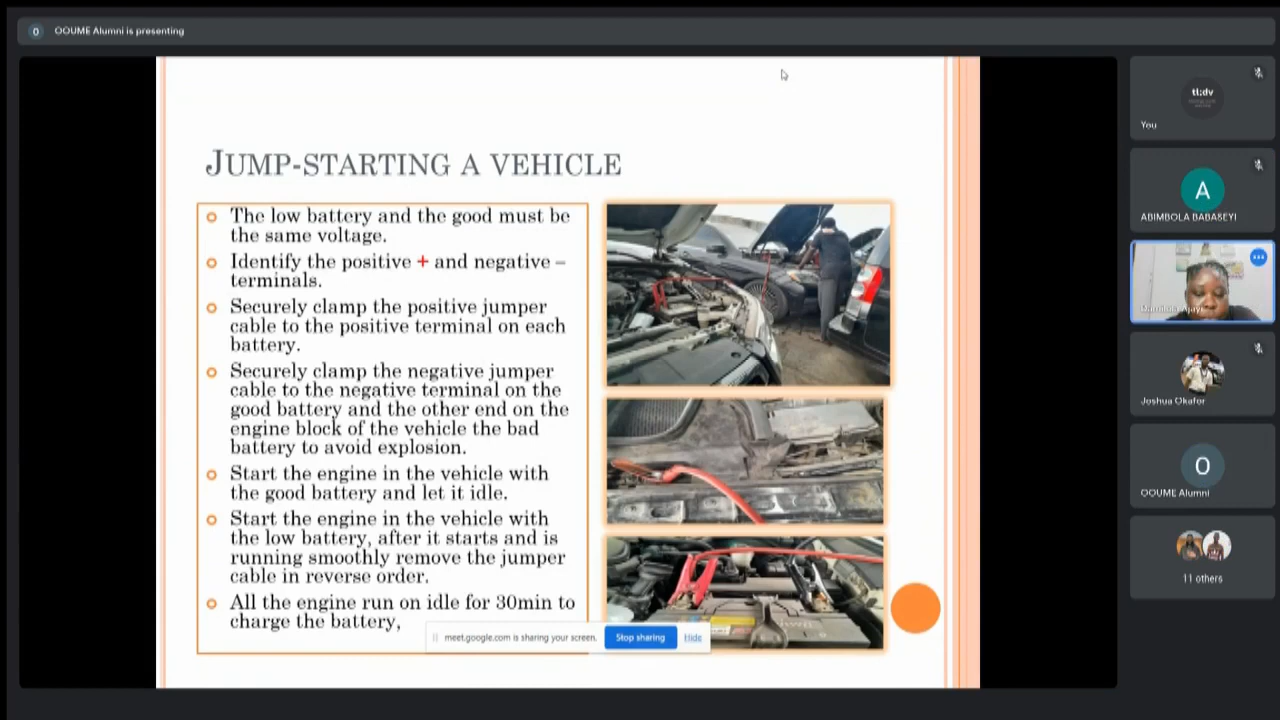 OOUME Alumni is presenting
JUMP-STARTING A VEHICLE
The low battery and the good must be
the same voltage.
Identify the positive + and negative –
terminals.
Securely clamp the positive jumper
cable to the positive terminal on each
battery.
Securely clamp the negative jumper
cable to the negative terminal on the
good battery and the other end on the
engine block of the vehicle the bad
battery to avoid explosion.
Start the engine in the vehicle with
the good battery and let it idle.
Start the engine in the vehicle with
the low battery, after it starts and is
running smoothly remove the jumper
cable in reverse order.
All the engine run on idle for 30min to
charge the battery,
meet.google.com is sharing your screen. Stop sharing Hide
tl;dv
You
A
ABIMBOLA BABASEYI
Joshua Okafor
O
OOUME Alumni
11 others